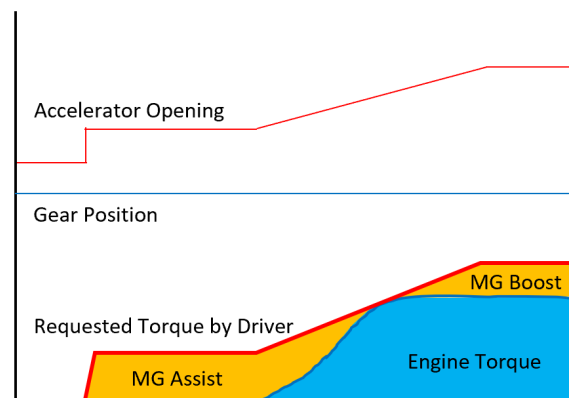 Accelerator Opening
Gear Position
MG Boost
Requested Torque by Driver
Engine Torque
MG Assist